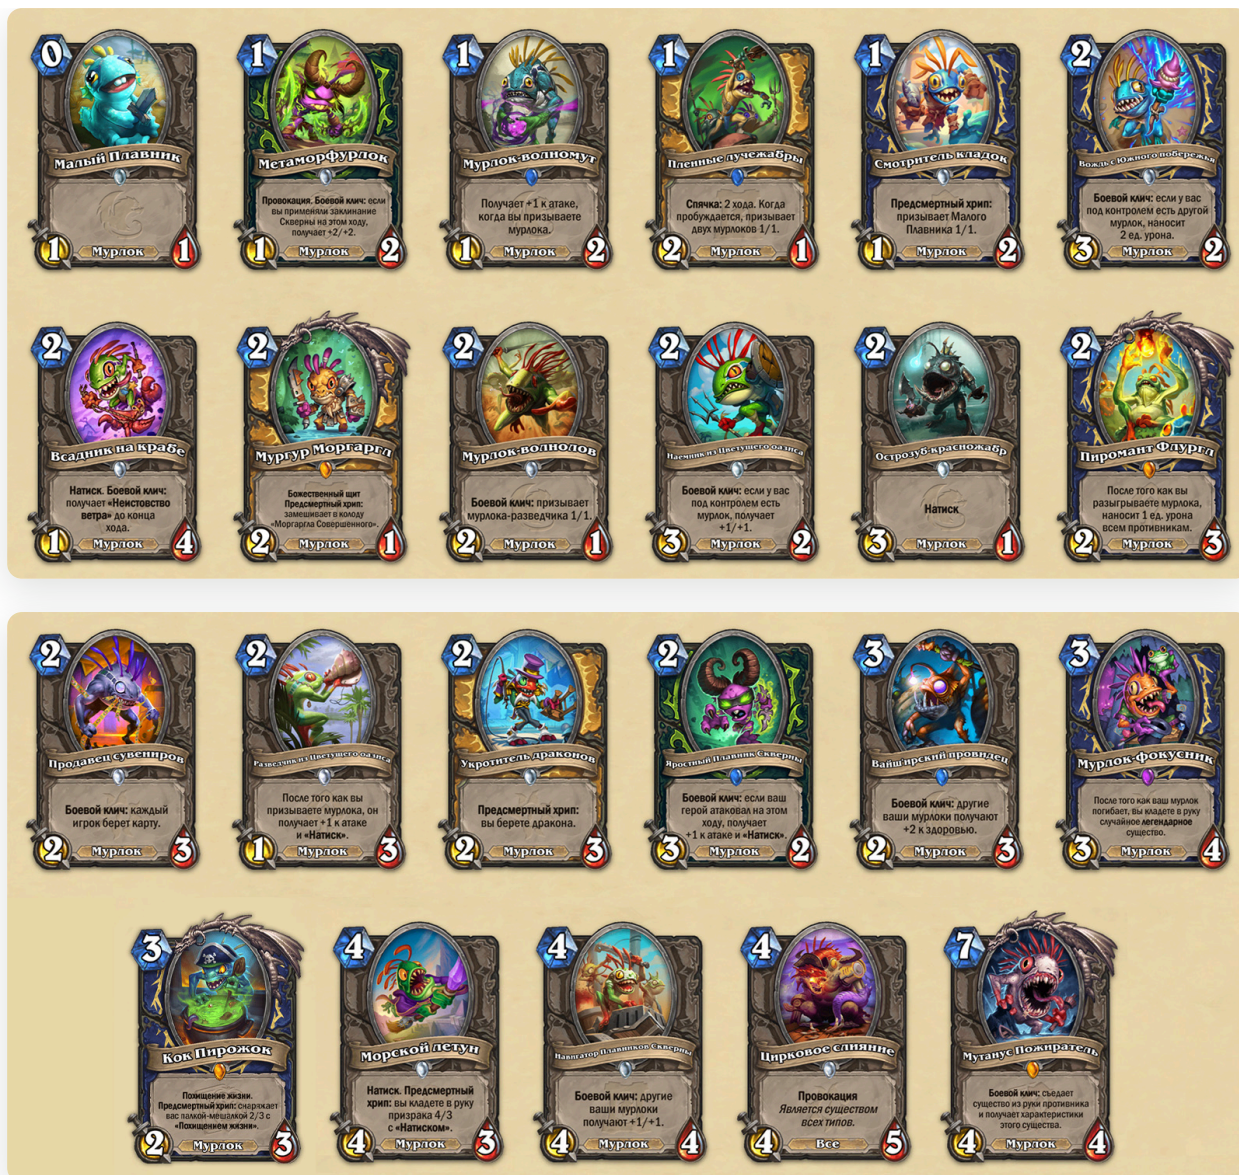 0
Малый Плавник
1
Мурлок
1
1
Метаморфурлок
Провокация. Боевой клич: если
вы применяли заклинание
Скверны на этом ходу,
получает +2/+2.
1
Мурлок
2
1
Мурлок-волномут
Получает +1 к атаке,
когда вы призываете
мурлока.
1
Мурлок
2
1
Пленные лучежабры
Спячка: 2 хода. Когда
пробуждается, призывает
двух мурлоков 1/1.
2
Мурлок
1
1
Смотритель кладок
Предсмертный хрип:
призывает Малого
Плавника 1/1.
1
Мурлок
2
2
Вождь с Южного побережья
Боевой клич: если у вас
под контролем есть другой
мурлок, наносит
2 ед. урона.
3
Мурлок
2
2
Всадник на крабе
Натиск. Боевой клич:
получает «Неистовство
ветра» до конца
хода.
1
Мурлок
4
2
Мургур Моргаргл
Божественный щит
Предсмертный хрип:
замешивает в колоду
«Моргаргла Совершенного».
2
Мурлок
1
2
Мурлок-волнолов
Боевой клич: призывает
мурлока-разведчика 1/1.
2
Мурлок
1
2
Наемник из Цветущего оазиса
Боевой клич: если у вас
под контролем есть
мурлок, получает
+1/+1.
3
Мурлок
2
2
Острозуб-красножабр
Натиск
3
Мурлок
1
2
Пиромант Флургл
После того как вы
разыгрываете мурлока,
наносит 1 ед. урона
всем противникам.
2
Мурлок
3
2
Продавец сувениров
Боевой клич: каждый
игрок берет карту.
2
Мурлок
3
2
Разведчик из Цветущего оазиса
После того как вы
призываете мурлока, он
получает +1 к атаке
и «Натиск».
1
Мурлок
3
2
Укротитель драконов
Предсмертный хрип:
вы берете дракона.
2
Мурлок
3
2
Яростный Плавник Скверны
Боевой клич: если ваш
герой атаковал на этом
ходу, получает
+1 к атаке и «Натиск».
3
Мурлок
2
3
Вайш'ирский провидец
Боевой клич: другие
ваши мурлоки получают
+2 к здоровью.
2
Мурлок
3
3
Мурлок-фокусник
После того как ваш мурлок
погибает, вы кладете в руку
случайное легендарное
существо.
3
Мурлок
4
3
Кок Пирожок
Похищение жизни.
Предсмертный хрип: снаряжает
вас палкой-мешалкой 2/3 с
«Похищением жизни».
2
Мурлок
3
4
Морской летун
Натиск. Предсмертный
хрип: вы кладете в руку
призрака 4/3
с «Натиском».
4
Мурлок
3
4
Навигатор Плавников Скверны
Боевой клич: другие
ваши мурлоки
получают +1/+1.
4
Мурлок
4
4
Цирковое слияние
Провокация
Является существом
всех типов.
4
Все
5
7
Мутанус Пожиратель
Боевой клич: съедает
существо из руки противника
и получает характеристики
этого существа.
4
Мурлок
4